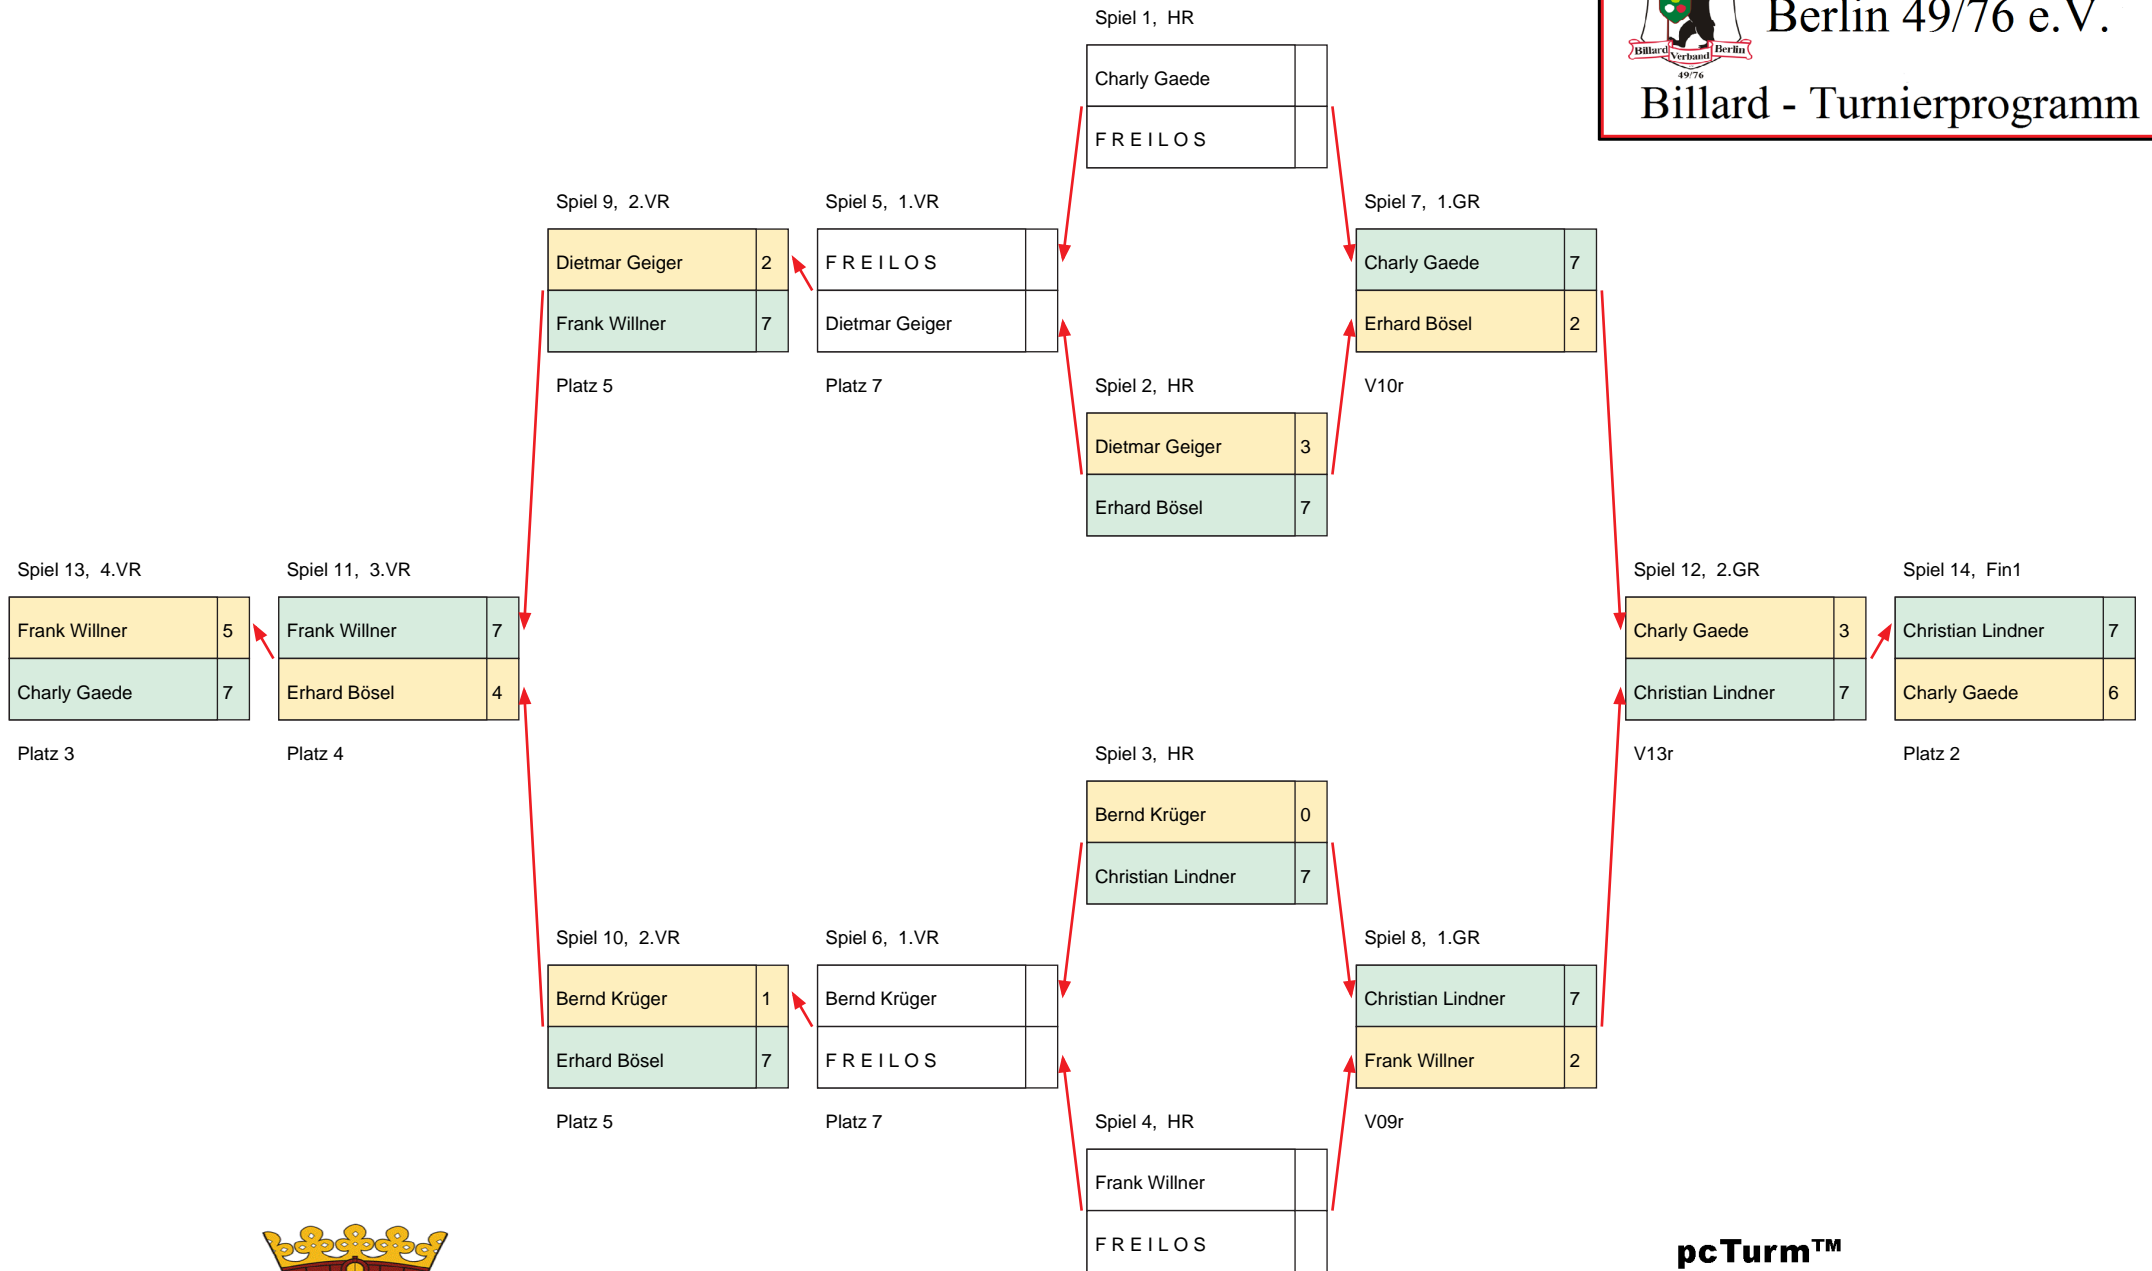 Spiel 1, HR
Charly Gaede
F R E I L O S
Berlin 49/76 e.V.
Billard Verband Berlin
49/76
Billard - Turnierprogramm
Spiel 9, 2.VR
Dietmar Geiger 2
Frank Willner 7
Platz 5
Spiel 5, 1.VR
F R E I L O S
Dietmar Geiger
Platz 7
Spiel 7, 1.GR
Charly Gaede 7
Erhard Bösel 2
V10r
Spiel 2, HR
Dietmar Geiger 3
Erhard Bösel 7
Spiel 13, 4.VR
Frank Willner 5
Charly Gaede 7
Platz 3
Spiel 11, 3.VR
Frank Willner 7
Erhard Bösel 4
Platz 4
Spiel 12, 2.GR
Charly Gaede 3
Christian Lindner 7
V13r
Spiel 14, Fin1
Christian Lindner 7
Charly Gaede 6
Platz 2
Spiel 3, HR
Bernd Krüger 0
Christian Lindner 7
Spiel 10, 2.VR
Bernd Krüger 1
Erhard Bösel 7
Platz 5
Spiel 6, 1.VR
Bernd Krüger
F R E I L O S
Platz 7
Spiel 8, 1.GR
Christian Lindner 7
Frank Willner 2
V09r
Spiel 4, HR
Frank Willner
F R E I L O S
pcTurm™